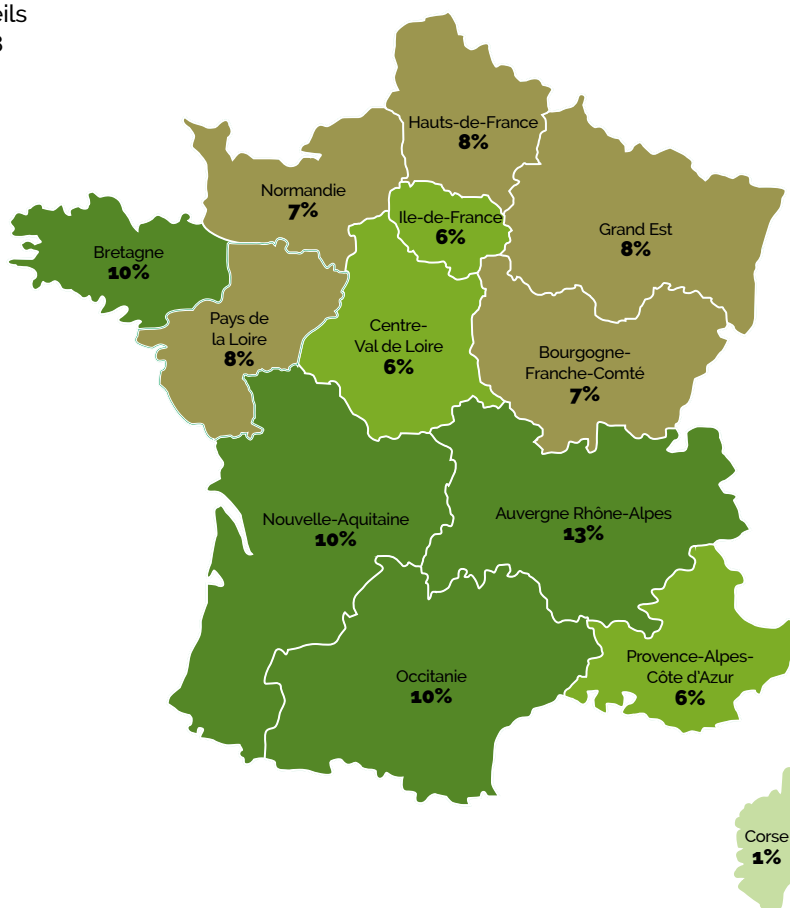 Hauts-de-France
8%
Normandie
7%
Ile-de-France
6%
Grand Est
8%
Bretagne
10%
Pays de
la Loire
8%
Centre-
Val de Loire
6%
Bourgogne-
Franche-Comté
7%
Nouvelle-Aquitaine
10%
Auvergne Rhône-Alpes
13%
Occitanie
10%
Provence-Alpes-
Côte d'Azur
6%
Corse
1%